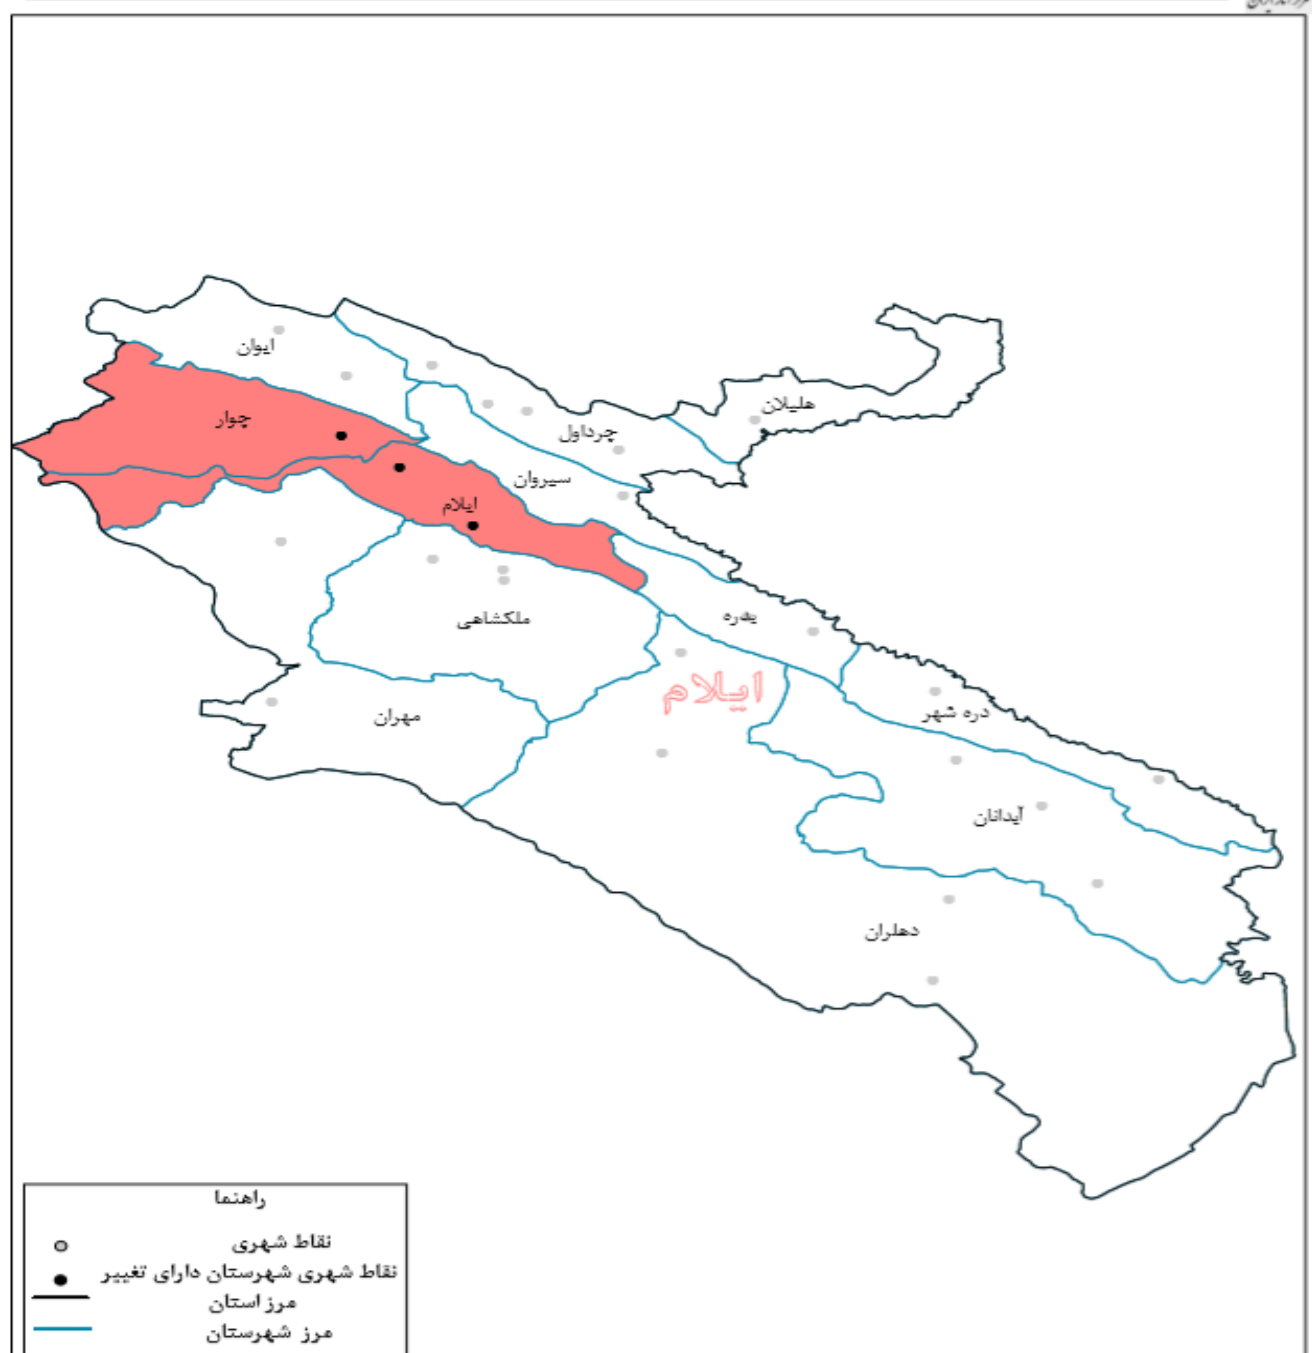 ایوان
چوار
هلیلان
چرداول
سیروان
ایلام
ملکشاهی
بدره
ایلام
مهران
دره شهر
آبدانان
دهلران
راهنما
نقاط شهری
نقاط شهری شهرستان دارای تغییر
مرز استان
مرز شهرستان